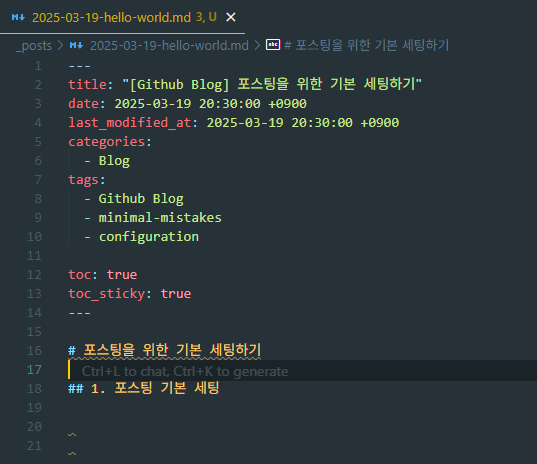 2025-03-19-hello-world.md 3, U
_posts > 2025-03-19-hello-world.md > abc # 포스팅을 위한 기본 세팅하기
1 ---
2 title: "[Github Blog] 포스팅을 위한 기본 세팅하기"
3 date: 2025-03-19 20:30:00 +0900
4 last_modified_at: 2025-03-19 20:30:00 +0900
5 categories:
6 - Blog
7 tags:
8 - Github Blog
9 - minimal-mistakes
10 - configuration
11
12 toc: true
13 toc_sticky: true
14 ---
15
16 # 포스팅을 위한 기본 세팅하기
17 Ctrl+L to chat, Ctrl+K to generate
18 ## 1. 포스팅 기본 세팅
19
20
21